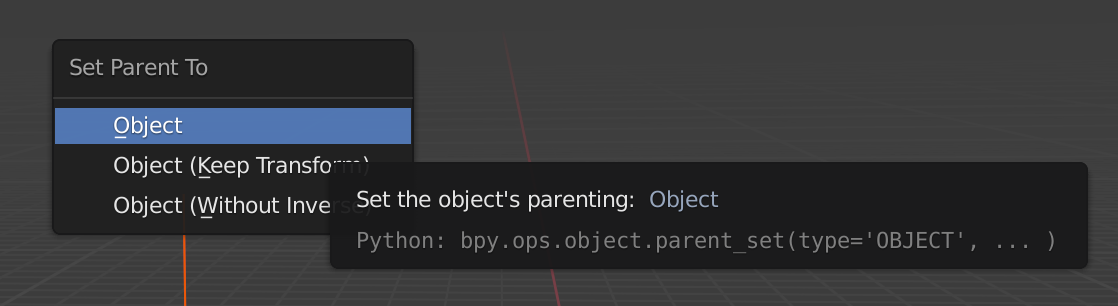 Set Parent To
Object
Object (Keep Transform)
Object (Without Inverse)
Set the object's parenting: Object
Python: bpy.ops.object.parent_set(type='OBJECT', ... )